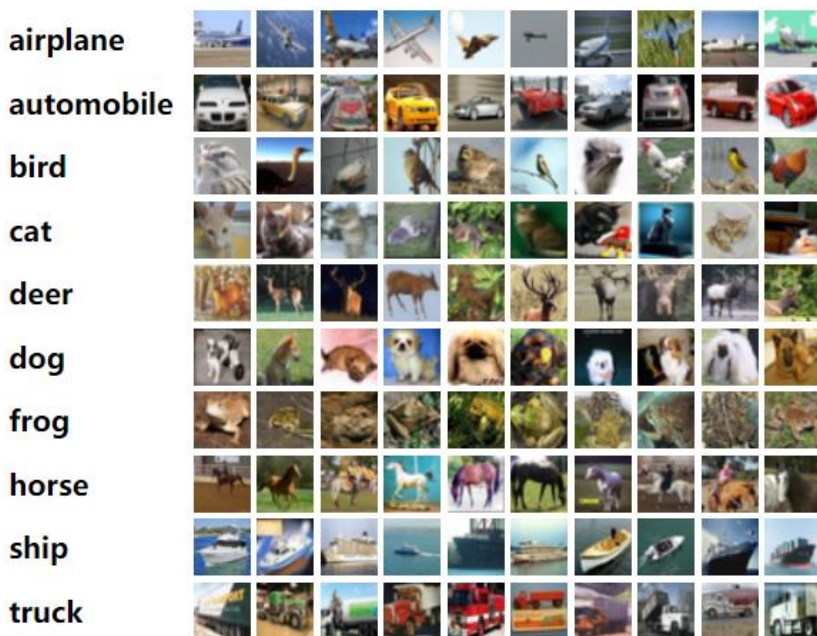 airplane
automobile
bird
cat
deer
dog
frog
horse
ship
truck